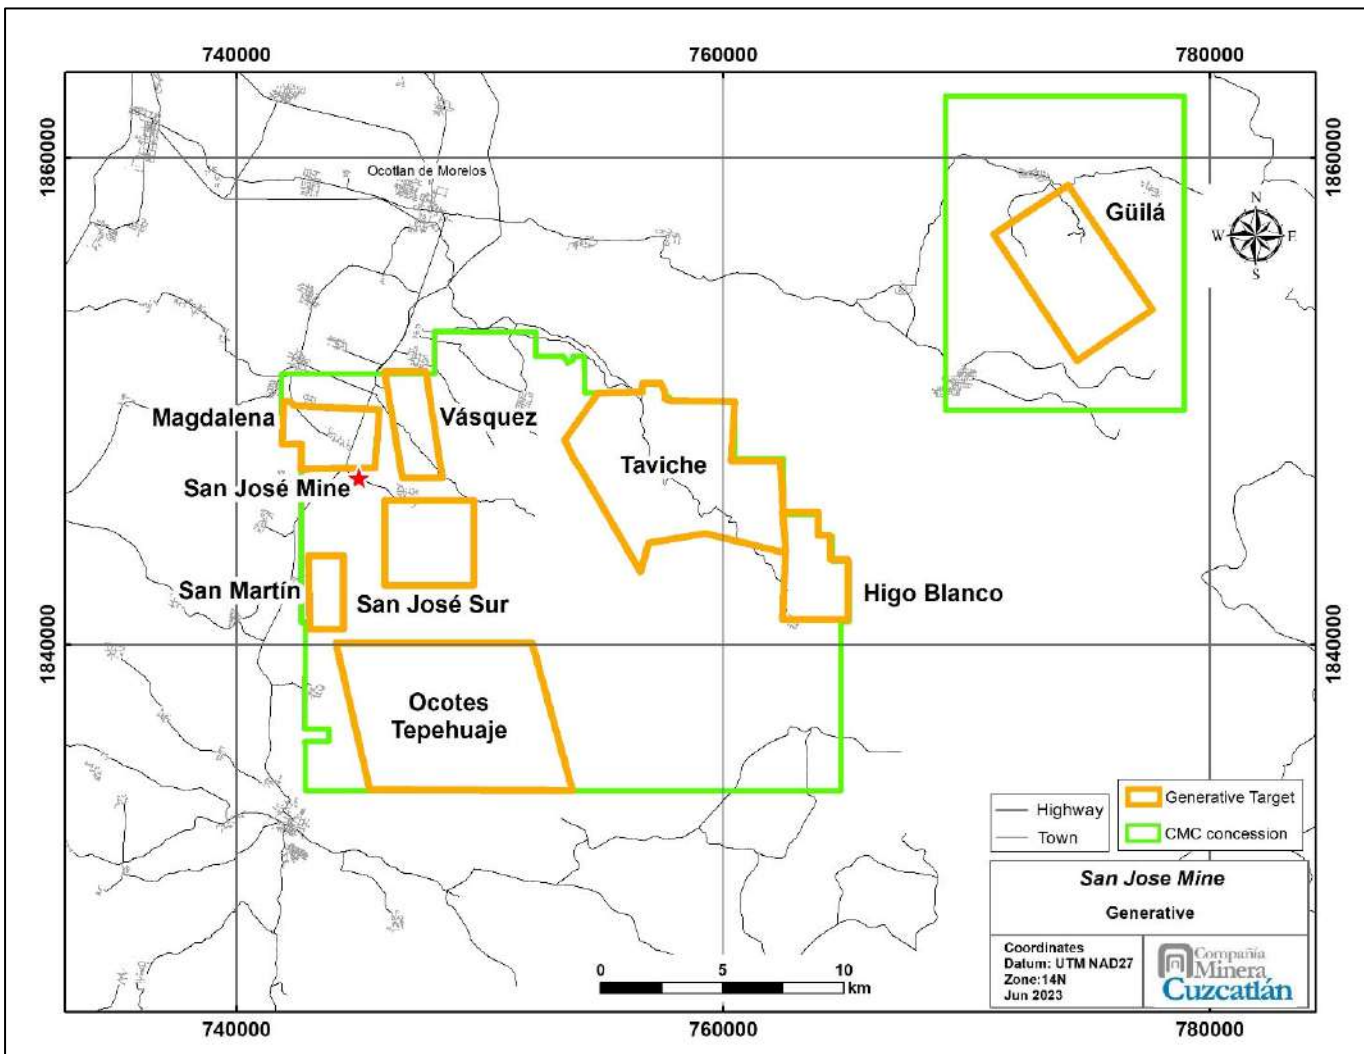 740000
760000
780000
1860000
1860000
Ocotlan de Morelos
N
W
E
S
Güilá
Magdalena
Vásquez
Taviche
San José Mine
San Martín
San José Sur
Higo Blanco
1840000
1840000
Ocotes
Tepehuaje
Highway
Town
Generative Target
CMC concession
San Jose Mine
Generative
Coordinates
Datum: UTM NAD27
Zone:14N
Jun 2023
Compañía
Minera
Cuzcatlán
0
5
10
km
740000
760000
780000